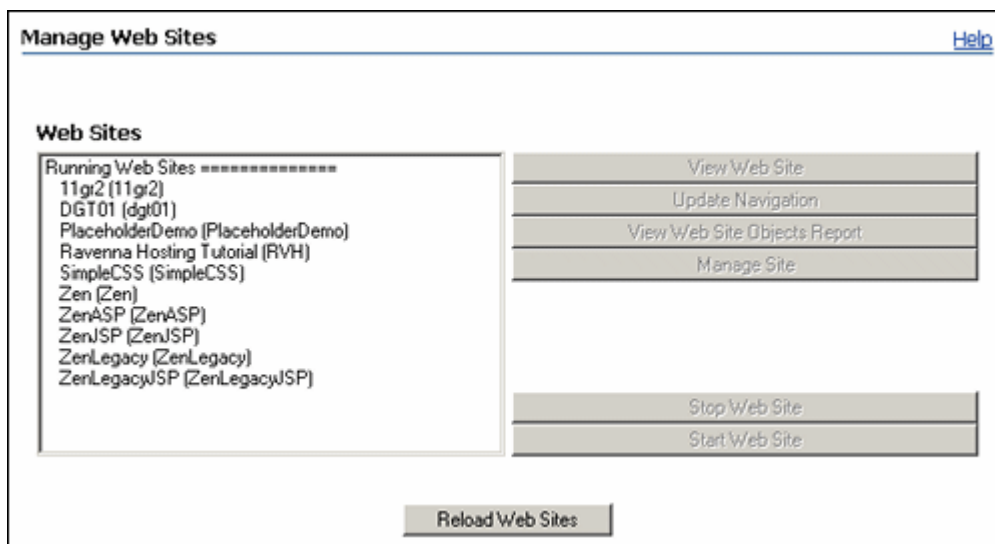 Manage Web Sites
Help
Web Sites
Running Web Sites ==============
11gr2 (11gr2)
DGT01 (dgt01)
PlaceholderDemo (PlaceholderDemo)
Ravenna Hosting Tutorial (RVH)
SimpleCSS (SimpleCSS)
Zen (Zen)
ZenASP (ZenASP)
ZenJSP (ZenJSP)
ZenLegacy (ZenLegacy)
ZenLegacyJSP (ZenLegacyJSP)
View Web Site
Update Navigation
View Web Site Objects Report
Manage Site
Stop Web Site
Start Web Site
Reload Web Sites